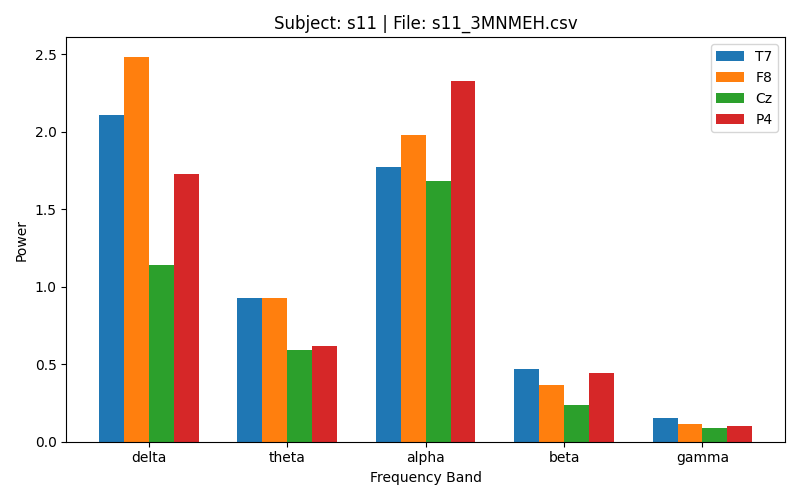 Subject: s11 | File: s11_3MNMEH.csv
T7
F8
Cz
P4
Power
2.5
2.0
1.5
1.0
0.5
0.0
delta theta alpha beta gamma
Frequency Band